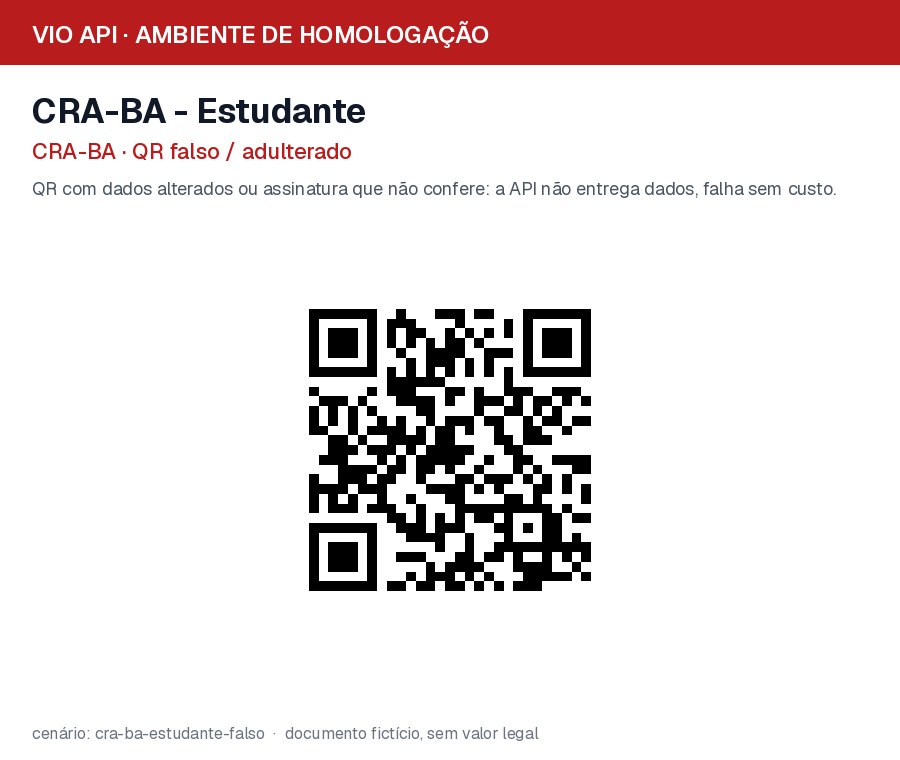 VIO API · AMBIENTE DE HOMOLOGAÇÃO
CRA-BA - Estudante
CRA-BA · QR falso / adulterado
QR com dados alterados ou assinatura que não confere: a API não entrega dados, falha sem custo.
cenário: cra-ba-estudante-falso · documento fictício, sem valor legal